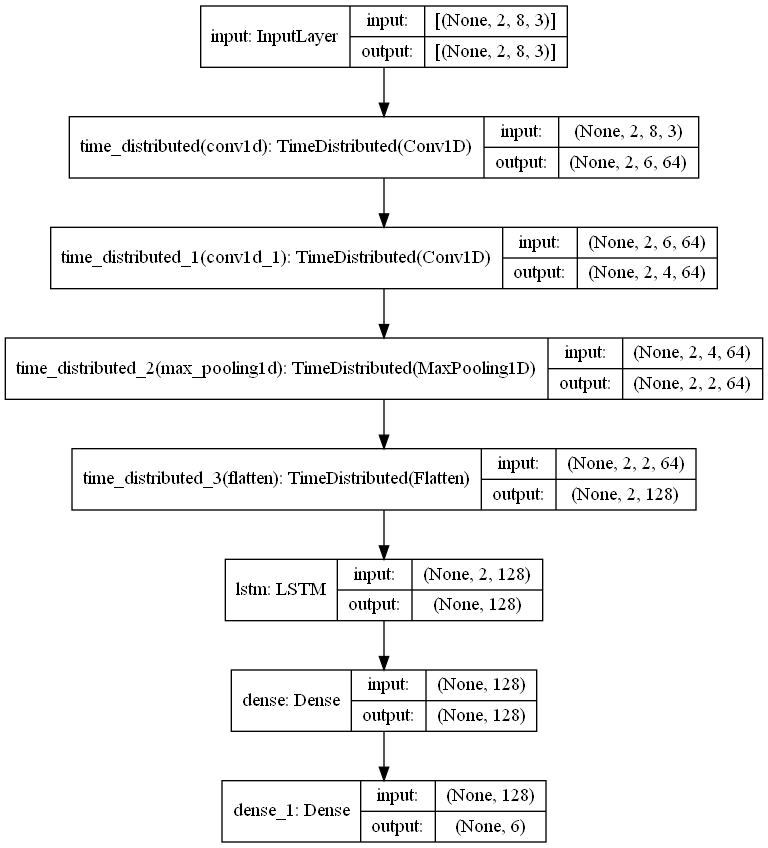 input: InputLayer
input:
[(None, 2, 8, 3)]
output:
[(None, 2, 8, 3)]
time_distributed(conv1d): TimeDistributed(Conv1D)
input:
(None, 2, 8, 3)
output:
(None, 2, 6, 64)
time_distributed_1(conv1d_1): TimeDistributed(Conv1D)
input:
(None, 2, 6, 64)
output:
(None, 2, 4, 64)
time_distributed_2(max_pooling1d): TimeDistributed(MaxPooling1D)
input:
(None, 2, 4, 64)
output:
(None, 2, 2, 64)
time_distributed_3(flatten): TimeDistributed(Flatten)
input:
(None, 2, 2, 64)
output:
(None, 2, 128)
lstm: LSTM
input:
(None, 2, 128)
output:
(None, 128)
dense: Dense
input:
(None, 128)
output:
(None, 128)
dense_1: Dense
input:
(None, 128)
output:
(None, 6)